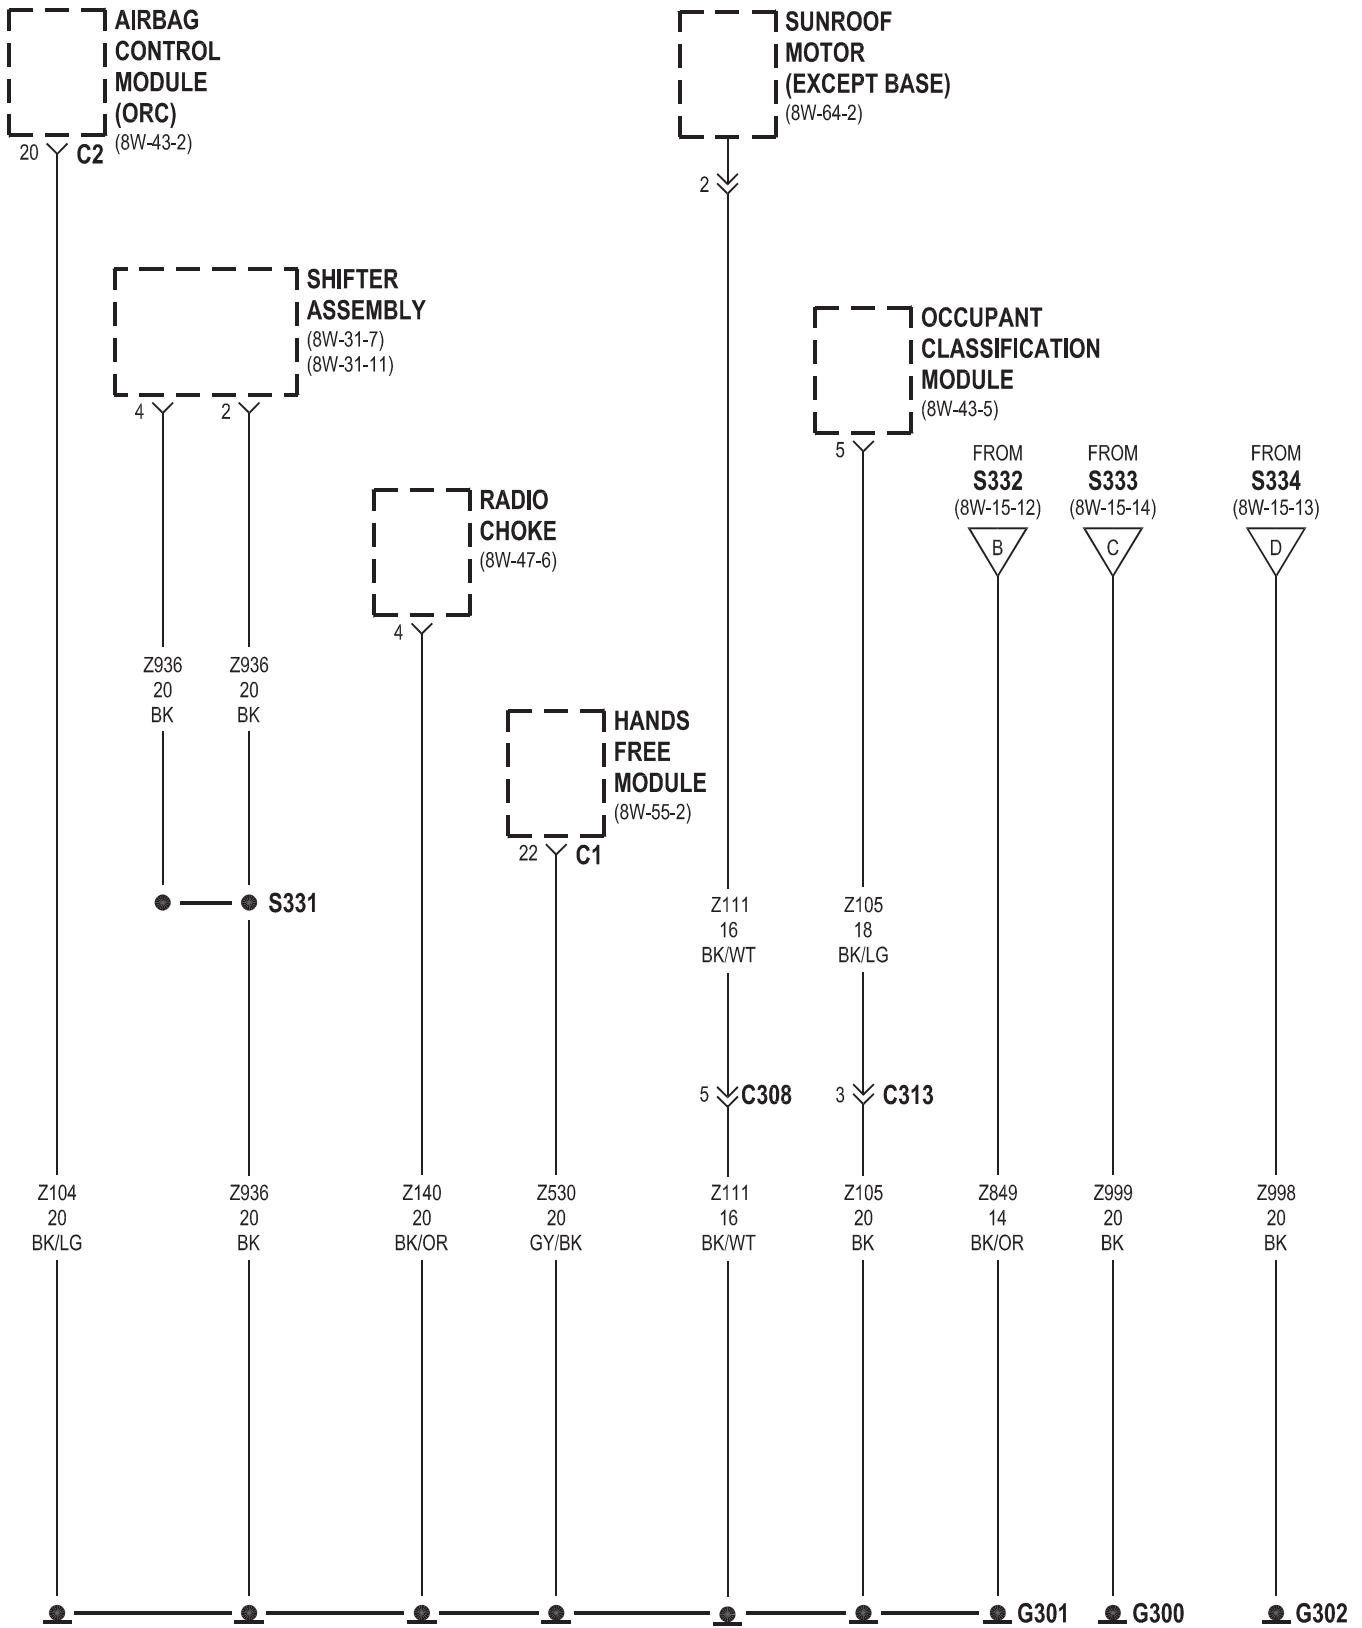 AIRBAG
CONTROL
MODULE
(ORC)
(8W-43-2)
20
C2
SUNROOF
MOTOR
(EXCEPT BASE)
(8W-64-2)
2
SHIFTER
ASSEMBLY
(8W-31-7)
(8W-31-11)
4
2
OCCUPANT
CLASSIFICATION
MODULE
(8W-43-5)
5
FROM
S332
(8W-15-12)
B
FROM
S333
(8W-15-14)
C
FROM
S334
(8W-15-13)
D
RADIO
CHOKE
(8W-47-6)
4
Z936
20
BK
Z936
20
BK
HANDS
FREE
MODULE
(8W-55-2)
22
C1
S331
Z111
16
BK/WT
Z105
18
BK/LG
5
C308
3
C313
Z104
20
BK/LG
Z936
20
BK
Z140
20
BK/OR
Z530
20
GY/BK
Z111
16
BK/WT
Z105
20
BK
Z849
14
BK/OR
Z999
20
BK
Z998
20
BK
G301
G300
G302